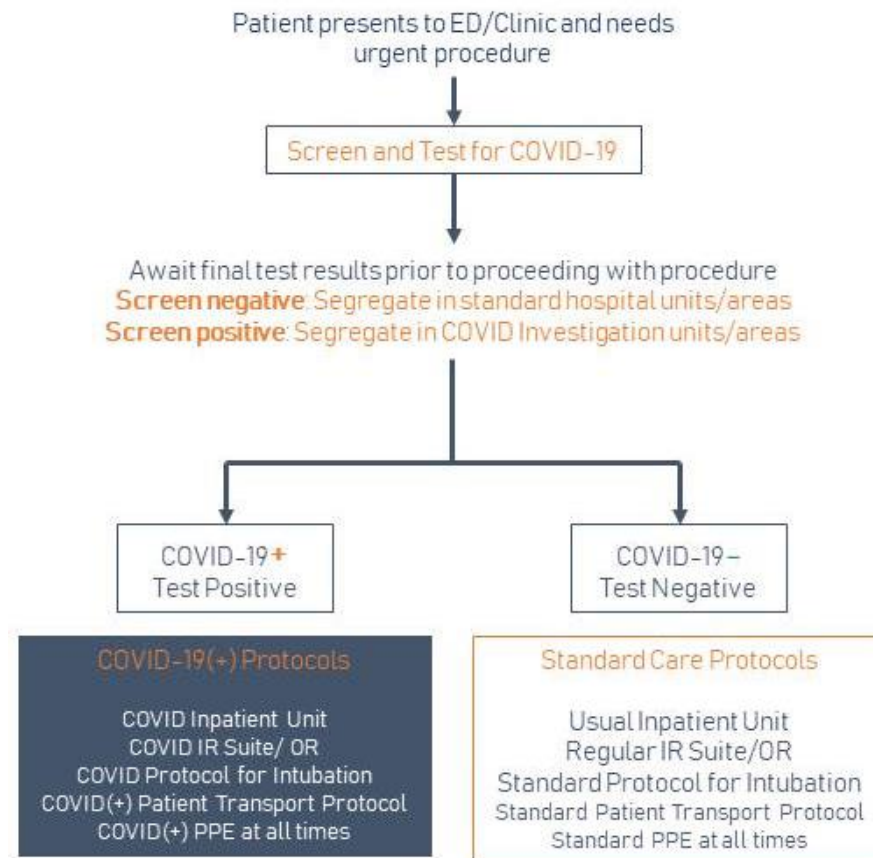 Patient presents to ED/Clinic and needs
urgent procedure
Screen and Test for COVID-19
Await final test results prior to proceeding with procedure
Screen negative: Segregate in standard hospital units/areas
Screen positive: Segregate in COVID Investigation units/areas
COVID-19+
Test Positive
COVID-19–
Test Negative
COVID-19(+) Protocols
COVID Inpatient Unit
COVID IR Suite/ OR
COVID Protocol for Intubation
COVID(+) Patient Transport Protocol
COVID(+) PPE at all times
Standard Care Protocols
Usual Inpatient Unit
Regular IR Suite/OR
Standard Protocol for Intubation
Standard Patient Transport Protocol
Standard PPE at all times